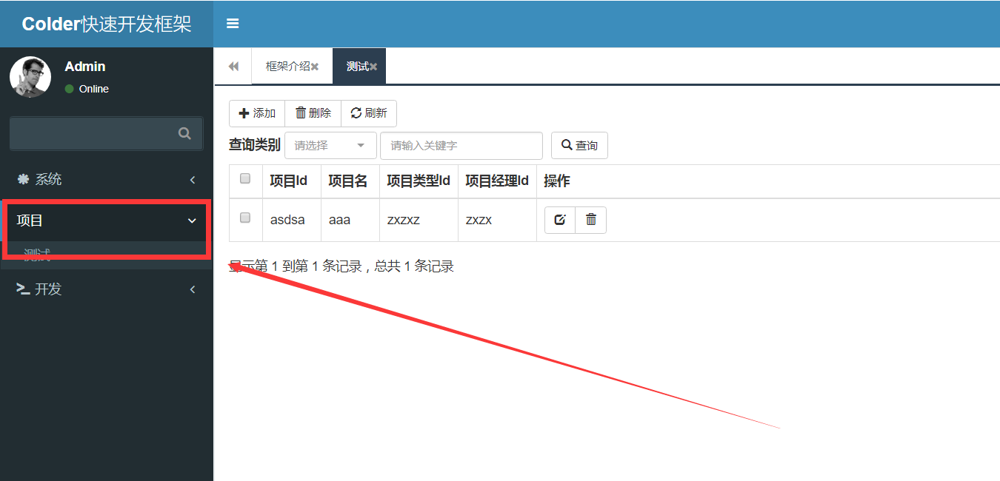 Colder快速开发框架
Admin
Online
系统
项目
测试
开发
框架介绍
测试
添加 删除 刷新
查询类别 请选择 请输入关键字 查询
项目Id 项目名 项目类型Id 项目经理Id 操作
asdsa aaa zxzxz zxzx
显示第 1 到第 1 条记录，总共 1 条记录